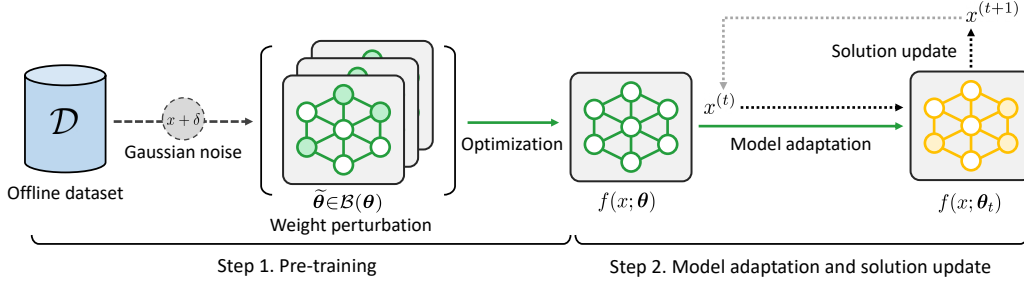 𝒟
Offline dataset
x + δ
Gaussian noise
θ̃∈ℬ(θ)
Weight perturbation
Optimization
f(x; θ)
x^(t)
Model adaptation
x^(t+1)
Solution update
f(x; θ_t)
Step 1. Pre-training
Step 2. Model adaptation and solution update